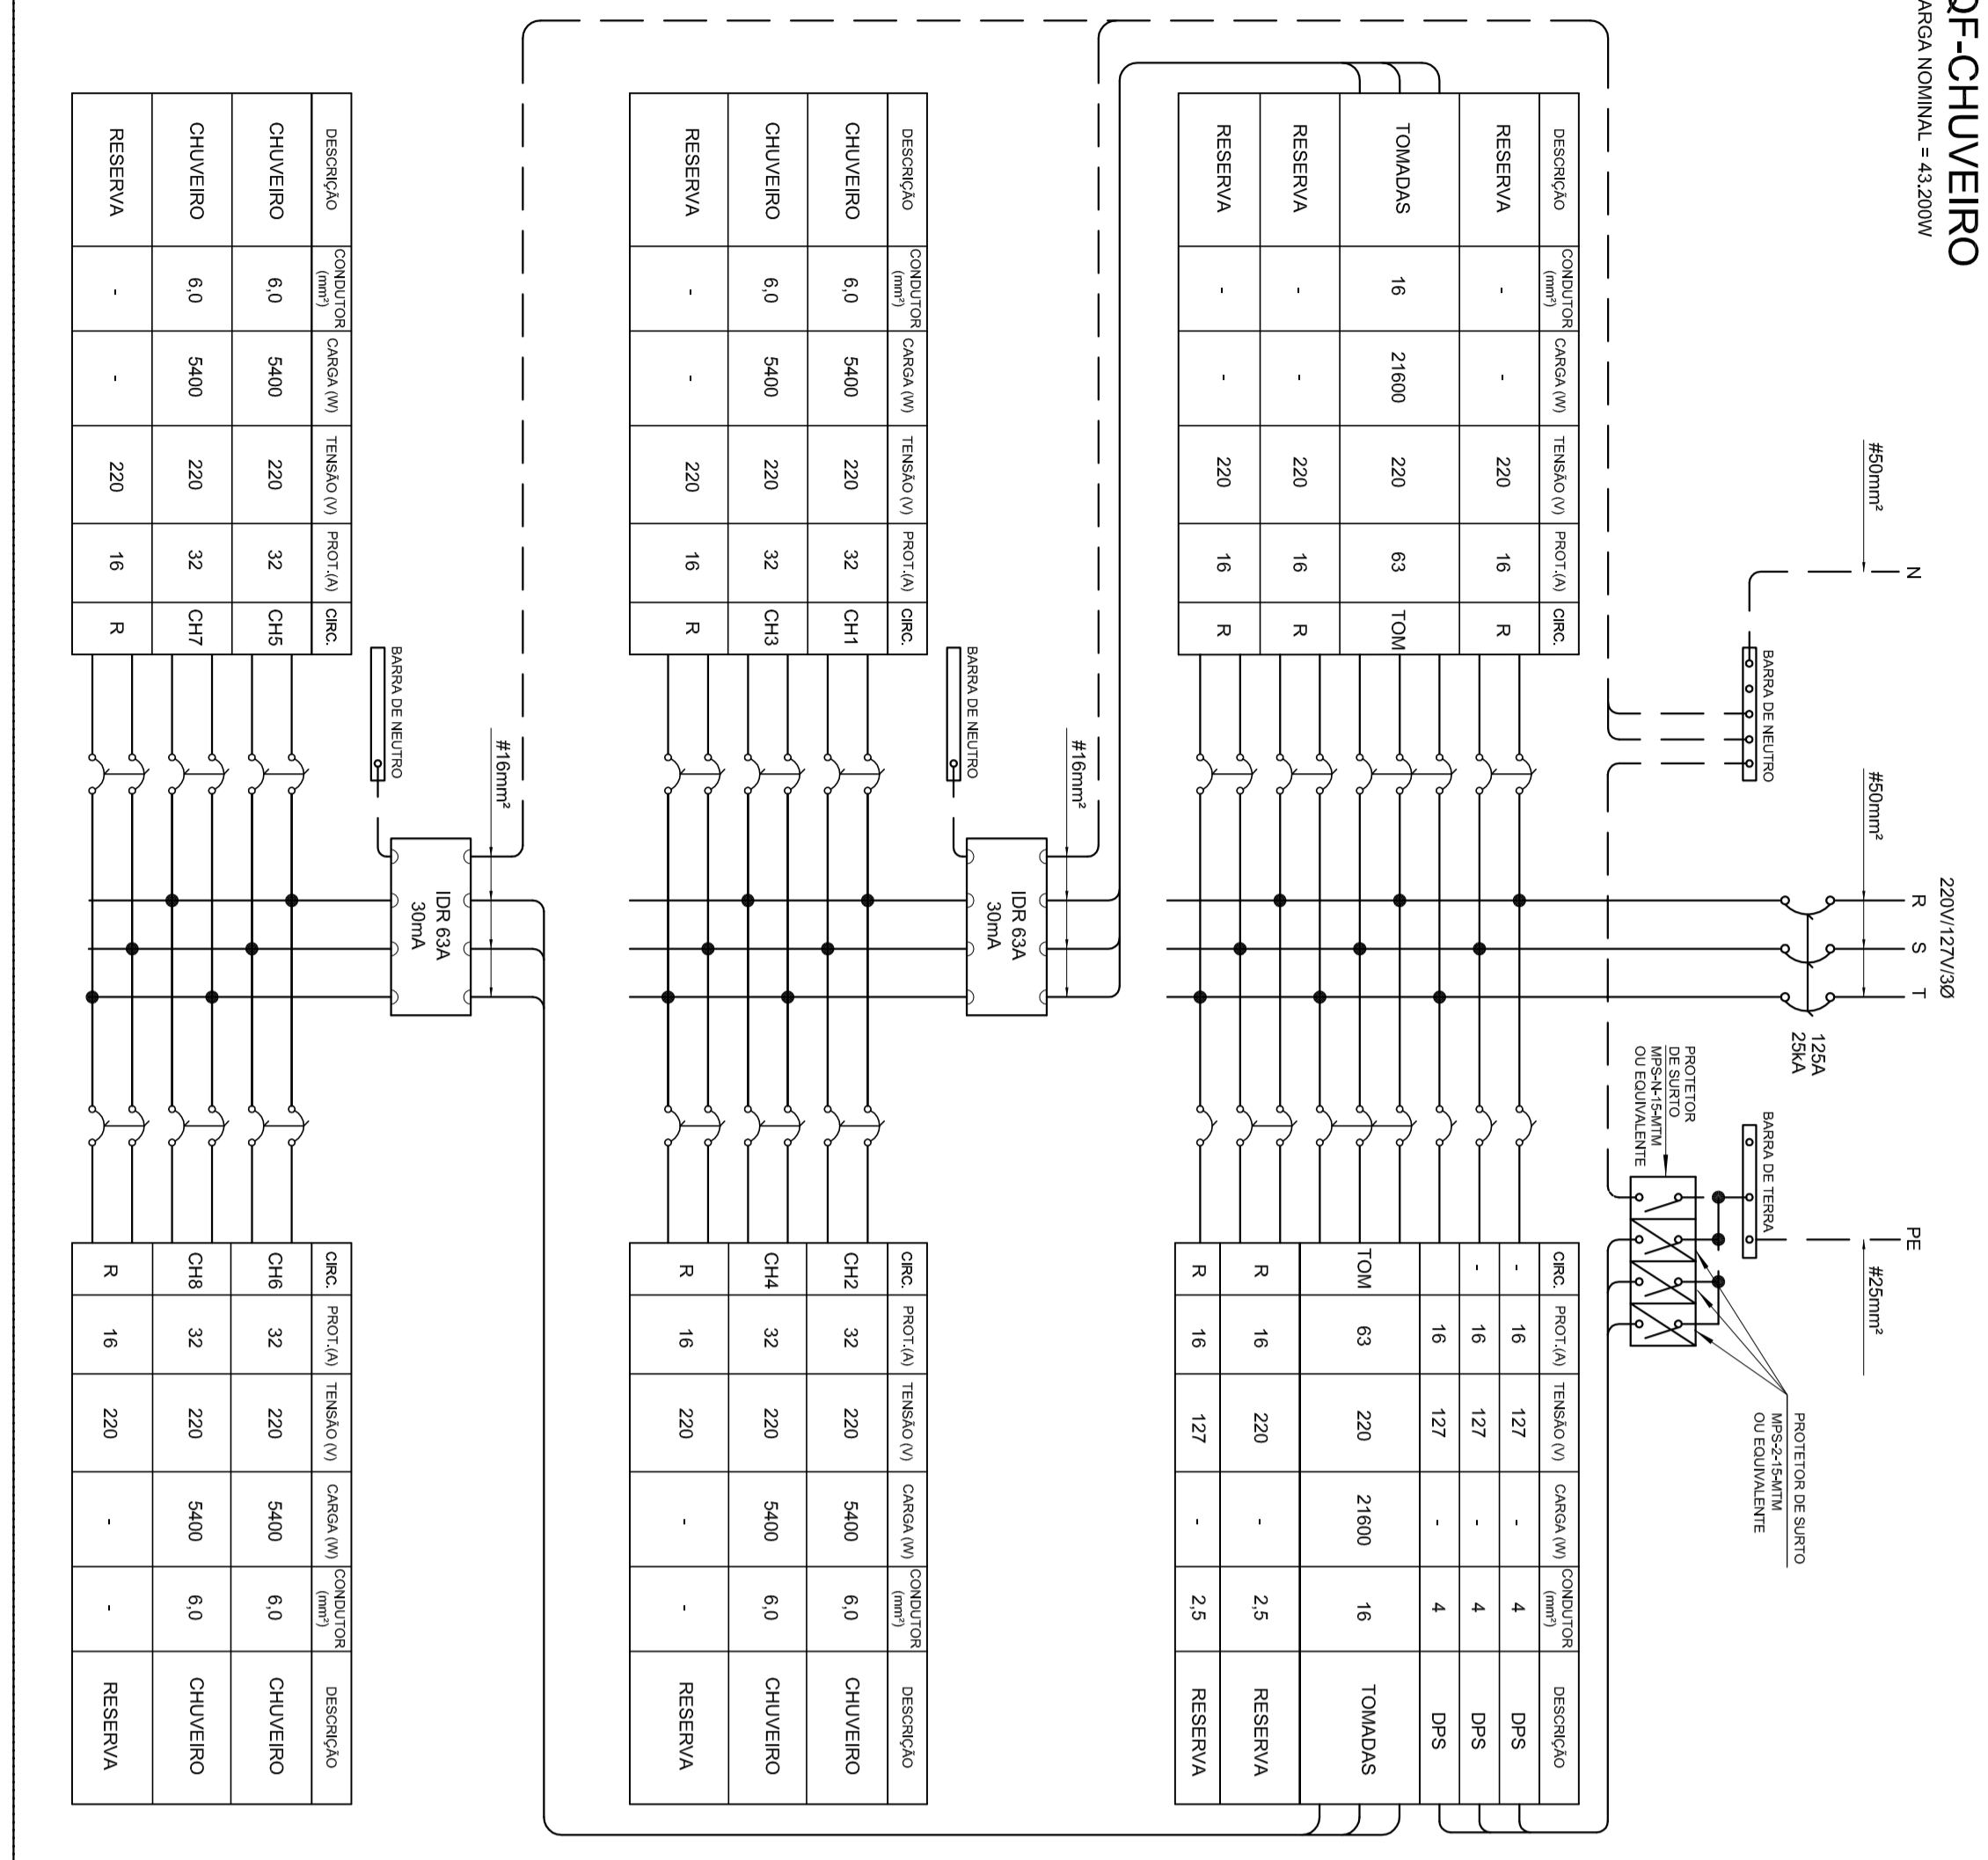 QF-CHUVEIRO
CARGA NOMINAL = 43.200W
220V/127V/3Ø
N
R
S
T
PE
#50mm²
#50mm²
#25mm²
125A
25kA
BARRA DE NEUTRO
BARRA DE TERRA
PROTETOR
DE SURTO
MPS-N-15-MTM
OU EQUIVALENTE
PROTETOR DE SURTO
MPS-2-15-MTM
OU EQUIVALENTE
DESCRIÇÃO CONDUTOR (mm²) CARGA (W) TENSÃO (V) PROT.(A) CIRC.
RESERVA - - 220 16 R
TOMADAS 16 21600 220 63 TOM
RESERVA - - 220 16 R
RESERVA - - 220 16 R
CIRC. PROT.(A) TENSÃO (V) CARGA (W) CONDUTOR (mm²) DESCRIÇÃO
- 16 127 - 4 DPS
- 16 127 - 4 DPS
16 127 - 4 DPS
TOM 63 220 21600 16 TOMADAS
R 16 220 - 2,5 RESERVA
R 16 127 - 2,5 RESERVA
#16mm²
IDR 63A
30mA
BARRA DE NEUTRO
DESCRIÇÃO CONDUTOR (mm²) CARGA (W) TENSÃO (V) PROT.(A) CIRC.
CHUVEIRO 6,0 5400 220 32 CH1
CHUVEIRO 6,0 5400 220 32 CH3
RESERVA - - 220 16 R
CIRC. PROT.(A) TENSÃO (V) CARGA (W) CONDUTOR (mm²) DESCRIÇÃO
CH2 32 220 5400 6,0 CHUVEIRO
CH4 32 220 5400 6,0 CHUVEIRO
R 16 220 - - RESERVA
#16mm²
IDR 63A
30mA
BARRA DE NEUTRO
DESCRIÇÃO CONDUTOR (mm²) CARGA (W) TENSÃO (V) PROT.(A) CIRC.
CHUVEIRO 6,0 5400 220 32 CH5
CHUVEIRO 6,0 5400 220 32 CH7
RESERVA - - 220 16 R
CIRC. PROT.(A) TENSÃO (V) CARGA (W) CONDUTOR (mm²) DESCRIÇÃO
CH6 32 220 5400 6,0 CHUVEIRO
CH8 32 220 5400 6,0 CHUVEIRO
R 16 220 - - RESERVA